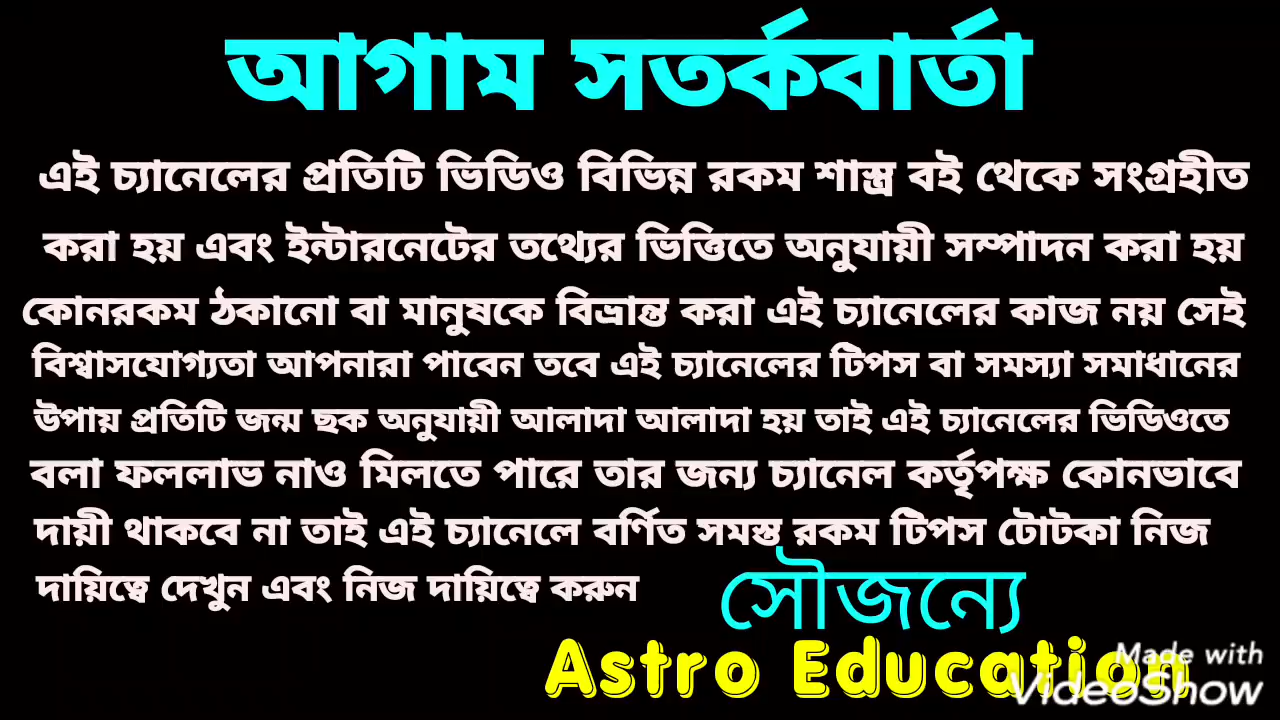 আগাম সতর্কবার্তা
এই চ্যানেলের প্রতিটি ভিডিও বিভিন্ন রকম শাস্ত্র বই থেকে সংগ্রহীত
করা হয় এবং ইন্টারনেটের তথ্যের ভিত্তিতে অনুযায়ী সম্পাদন করা হয়
কোনরকম ঠকানো বা মানুষকে বিভ্রান্ত করা এই চ্যানেলের কাজ নয় সেই
বিশ্বাসযোগ্যতা আপনারা পাবেন তবে এই চ্যানেলের টিপস বা সমস্যা সমাধানের
উপায় প্রতিটি জন্ম ছক অনুযায়ী আলাদা আলাদা হয় তাই এই চ্যানেলের ভিডিওতে
বলা ফললাভ নাও মিলতে পারে তার জন্য চ্যানেল কর্তৃপক্ষ কোনভাবে
দায়ী থাকবে না তাই এই চ্যানেলে বর্ণিত সমস্ত রকম টিপস টোটকা নিজ
দায়িত্বে দেখুন এবং নিজ দায়িত্বে করুন
সৌজন্যে
Astro Education
Made with
VideoShow